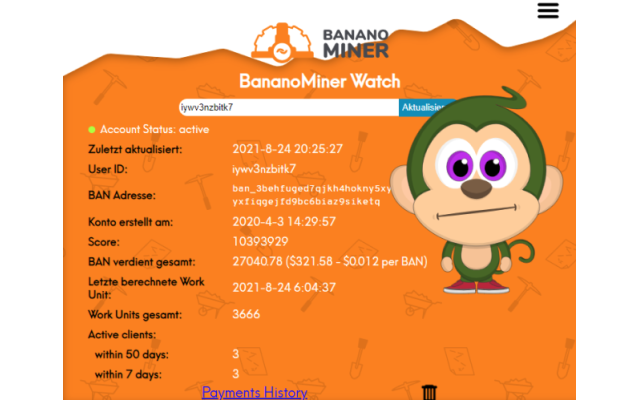 BANANO
MINER
BananoMiner Watch
iywv3nzbitk7
Account Status: active
Zuletzt aktualisiert: 2021-8-24 20:25:27
User ID: iywv3nzbitk7
BAN Adresse: ban_3behfuged7qjkh4hokny5xy
yxfiqgejfd9bc6biaz9siketq
Konto erstellt am: 2020-4-3 14:29:57
Score: 10393929
BAN verdient gesamt: 27040.78 ($321.58 - $0.012 per BAN)
Letzte berechnete Work
Unit: 2021-8-24 6:04:37
Work Units gesamt: 3666
Active clients:
within 50 days: 3
within 7 days: 3
Payments History